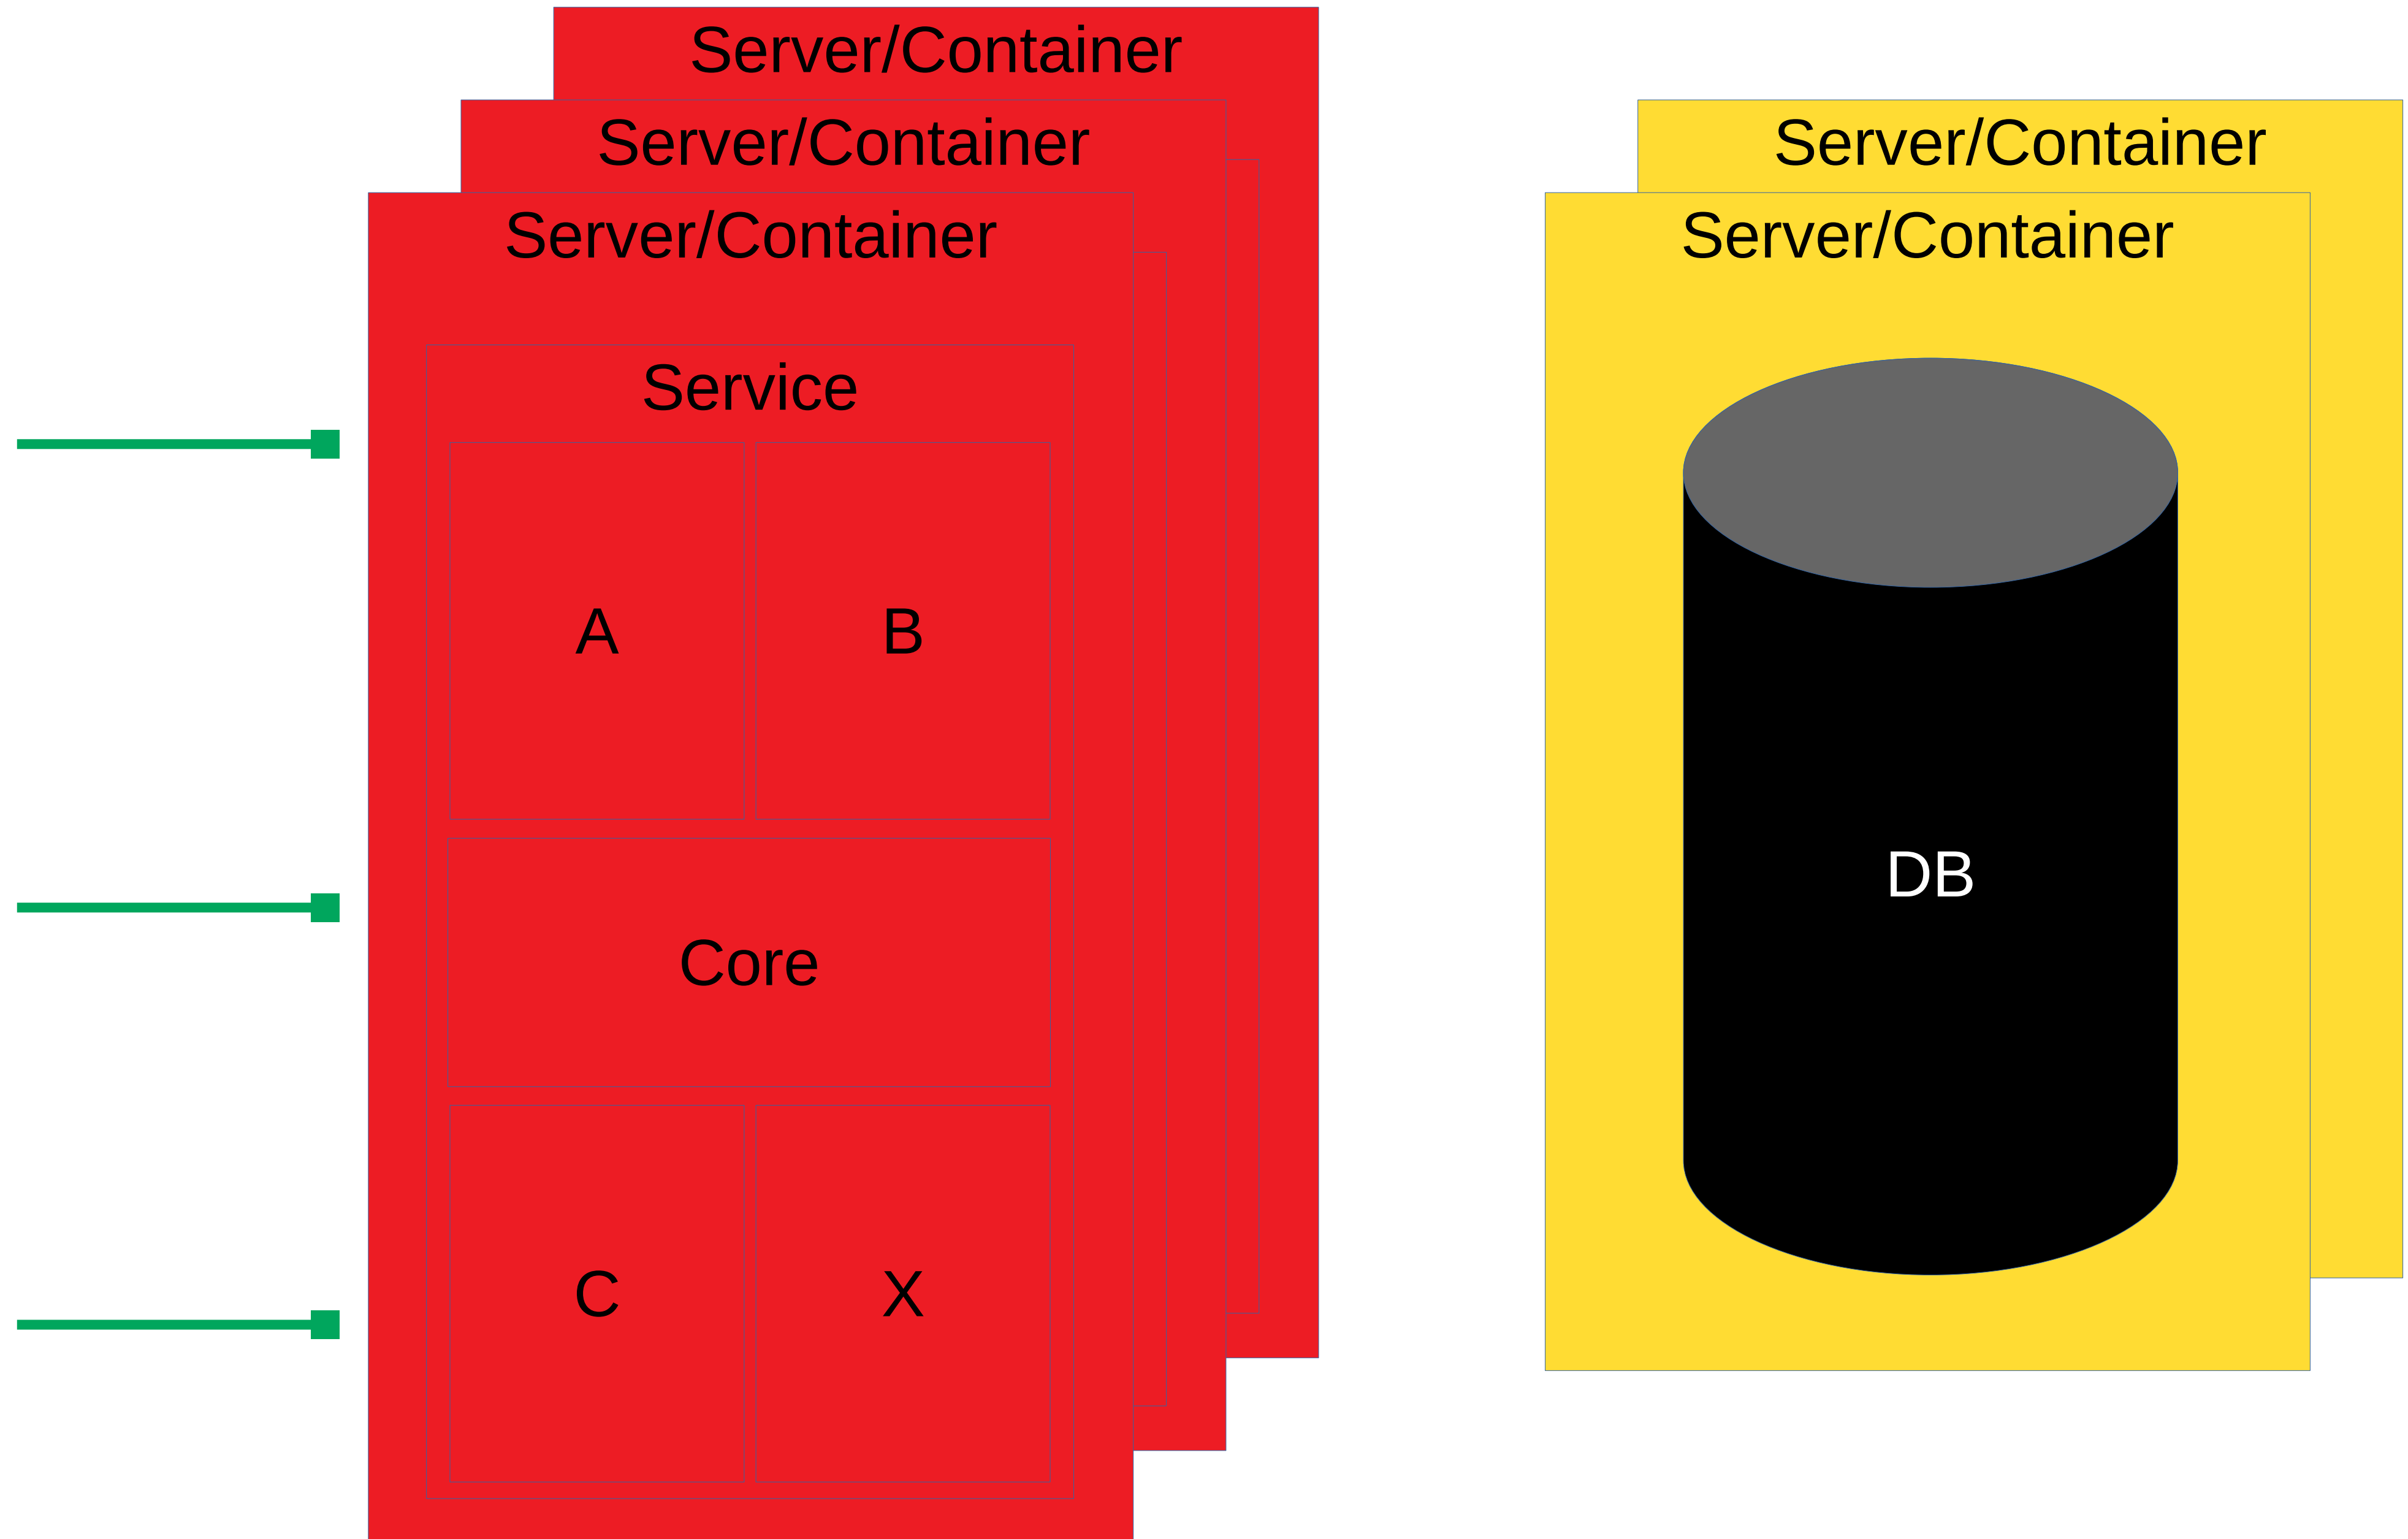 Server/Container
Server/Container
Server/Container
Service
A
B
Core
C
X
Server/Container
Server/Container
DB